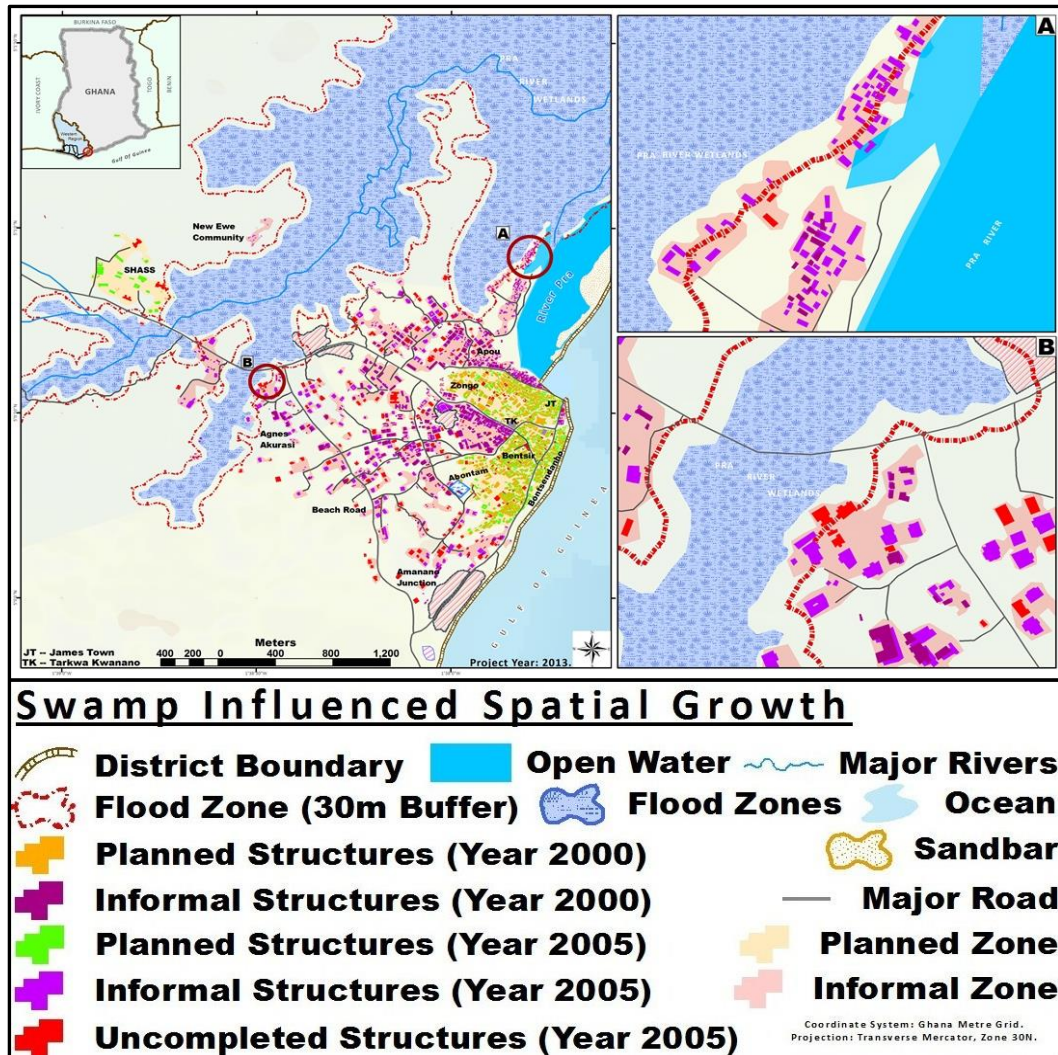 BURKINA FASO
IVORY COAST
GHANA
TOGO
BENIN
Western
Region
Gulf Of Guinea
PRA
RIVER
WETLANDS
New Ewe
Community
SHASS
A
River Pra
B
Apou
Zongo
JT
TK
Bentsir
Agnes
Akurasi
Abontam
Bontsendanho
Beach Road
Amanano
Junction
GULF OF GUINEA
Meters
400 200 0 400 800 1,200
JT -- James Town
TK -- Tarkwa Kwanano
Project Year: 2013.
A
PRA RIVER WETLANDS
PRA RIVER
B
PRA
RIVER
WETLANDS
Swamp Influenced Spatial Growth
District Boundary
Open Water
Major Rivers
Flood Zone (30m Buffer)
Flood Zones
Ocean
Planned Structures (Year 2000)
Sandbar
Informal Structures (Year 2000)
Major Road
Planned Structures (Year 2005)
Planned Zone
Informal Structures (Year 2005)
Informal Zone
Uncompleted Structures (Year 2005)
Coordinate System: Ghana Metre Grid.
Projection: Transverse Mercator, Zone 30N.